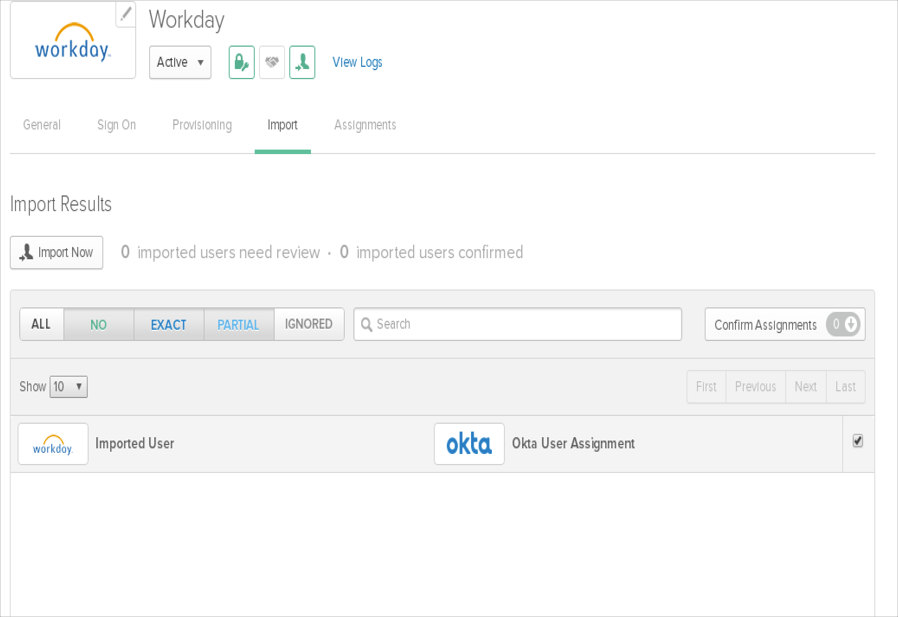 workday.
Workday
Active
View Logs
General Sign On Provisioning Import Assignments
Import Results
Import Now 0 imported users need review · 0 imported users confirmed
ALL NO EXACT PARTIAL IGNORED Search Confirm Assignments 0
Show 10 First Previous Next Last
workday. Imported User okta Okta User Assignment